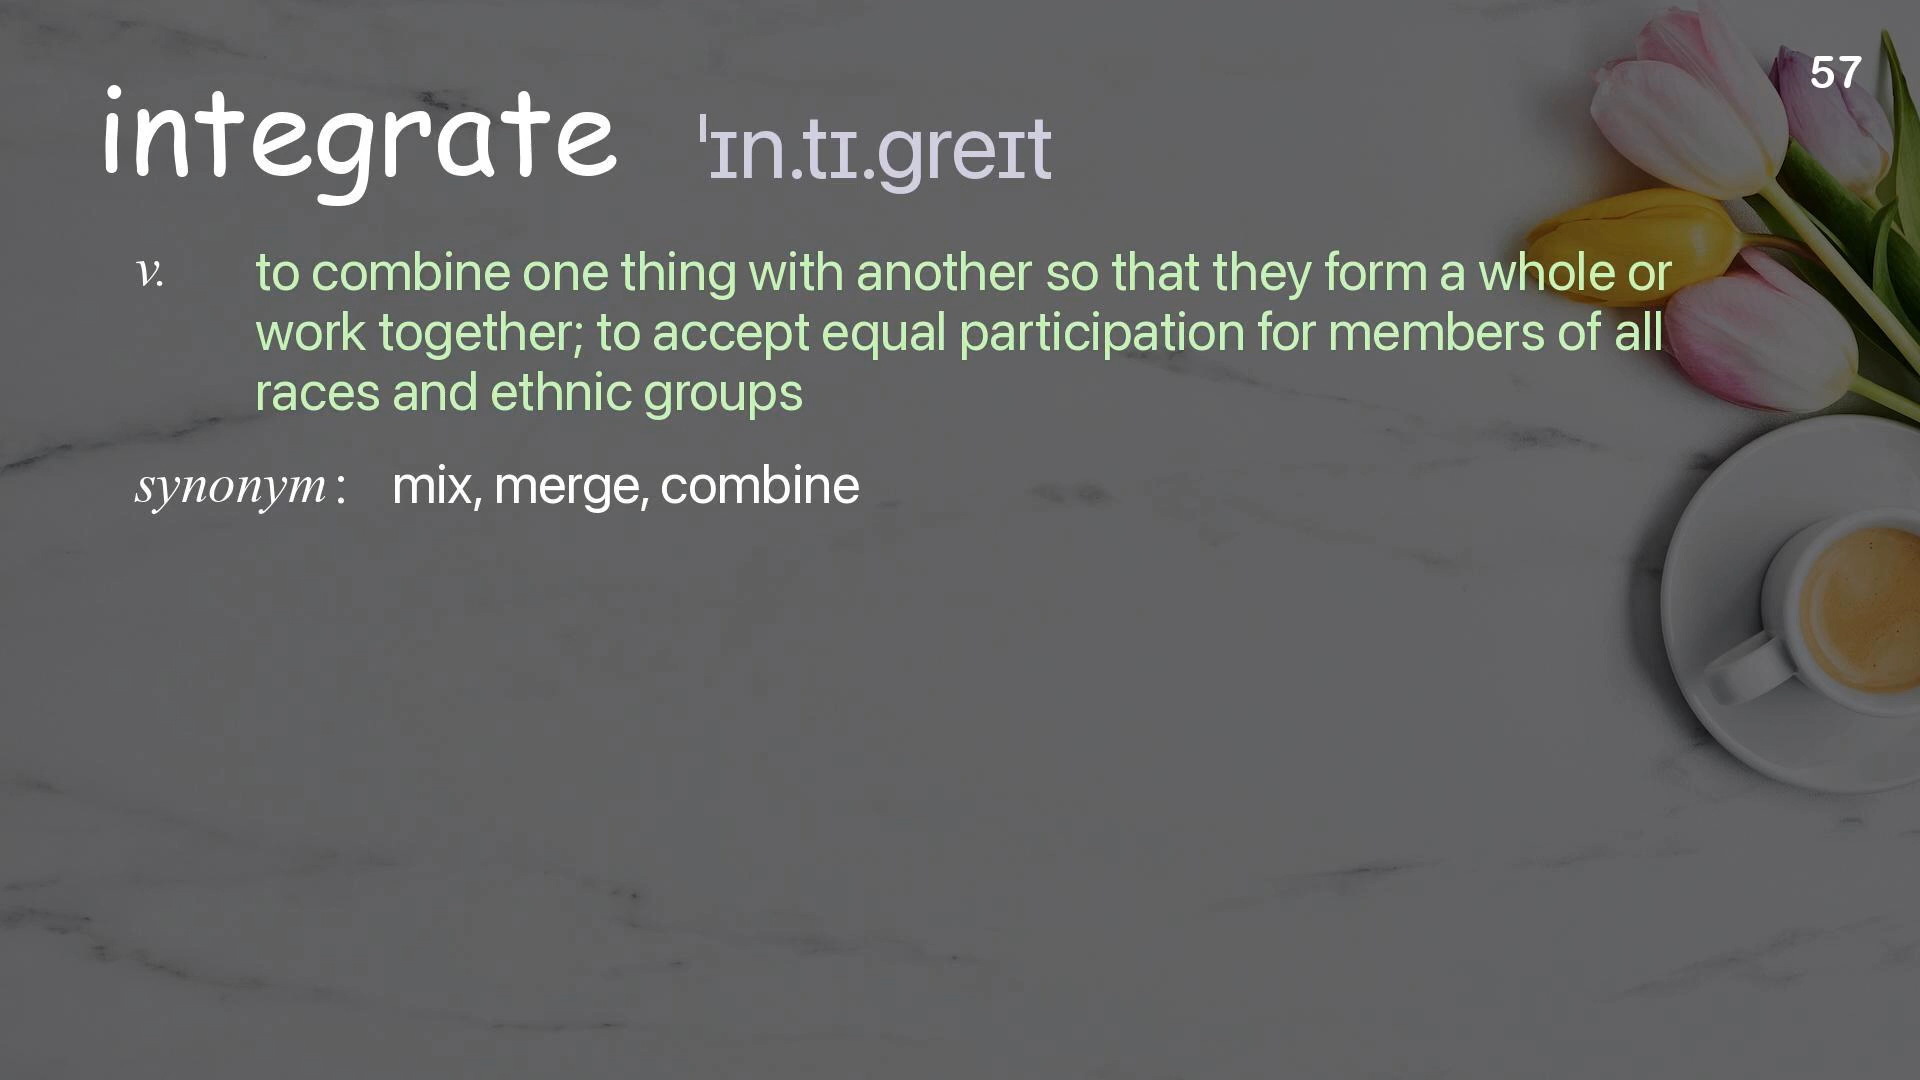 57
integrate ˈɪn.tɪ.greɪt
v. to combine one thing with another so that they form a whole or
work together; to accept equal participation for members of all
races and ethnic groups
synonym : mix, merge, combine